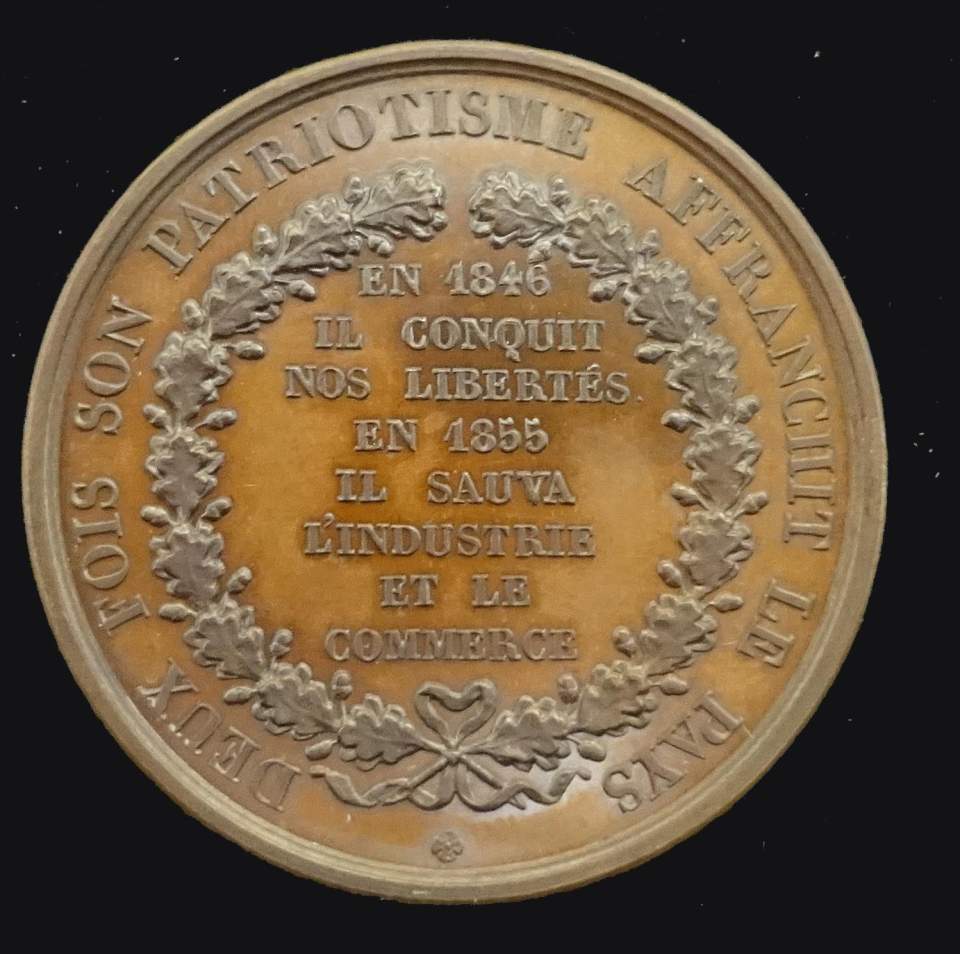 DEUX FOIS SON PATRIOTISME AFFRANCHIT LE PAYS
EN 1846
IL CONQUIT
NOS LIBERTÉS.
EN 1855
IL SAUVA
L'INDUSTRIE
ET LE
COMMERCE